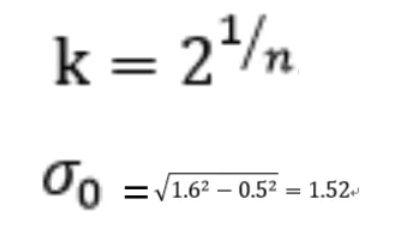 k = 2^{1/n}
σ₀ = √(1.6² − 0.5²) = 1.52↵